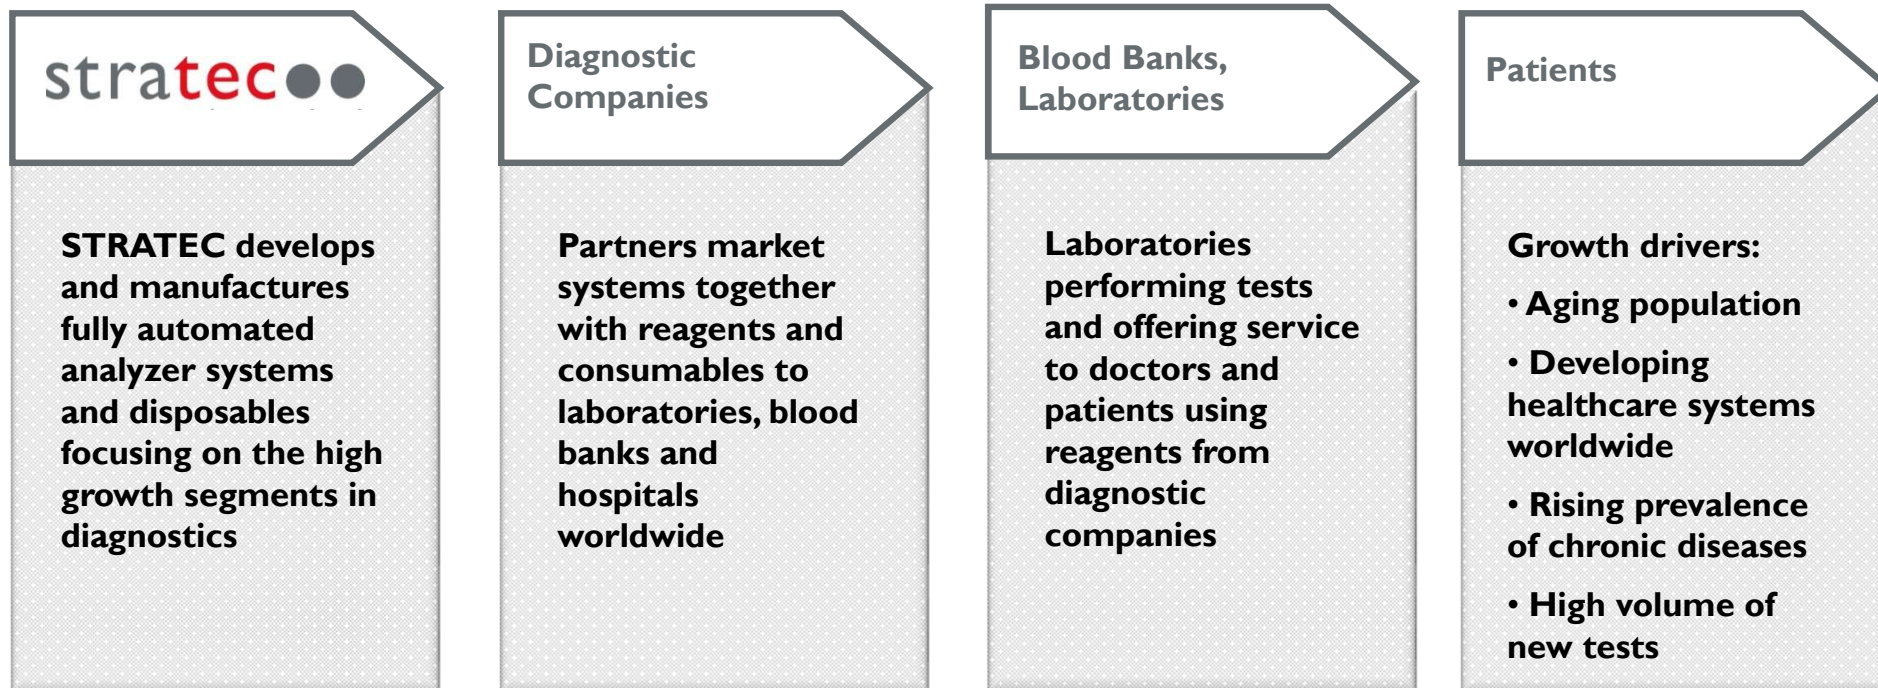 stratec
STRATEC develops
and manufactures
fully automated
analyzer systems
and disposables
focusing on the high
growth segments in
diagnostics
Diagnostic
Companies
Partners market
systems together
with reagents and
consumables to
laboratories, blood
banks and
hospitals
worldwide
Blood Banks,
Laboratories
Laboratories
performing tests
and offering service
to doctors and
patients using
reagents from
diagnostic
companies
Patients
Growth drivers:
• Aging population
• Developing
healthcare systems
worldwide
• Rising prevalence
of chronic diseases
• High volume of
new tests